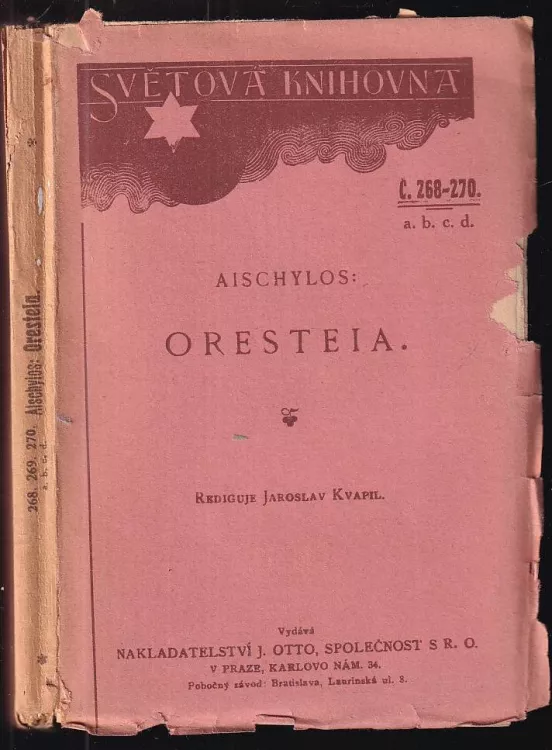 SVĚTOVÁ KNIHOVNA
Č. 268-270.
a. b. c. d.
AISCHYLOS:
ORESTEIA.
REDIGUJE JAROSLAV KVAPIL.
Vydává
NAKLADATELSTVÍ J. OTTO, SPOLEČNOST S R. O.
V PRAZE, KARLOVO NÁM. 34.
Pobočný závod: Bratislava, Laurinská ul. 8.
268. 269. 270. Aischylos: Oresteia.
a. b. c. d.